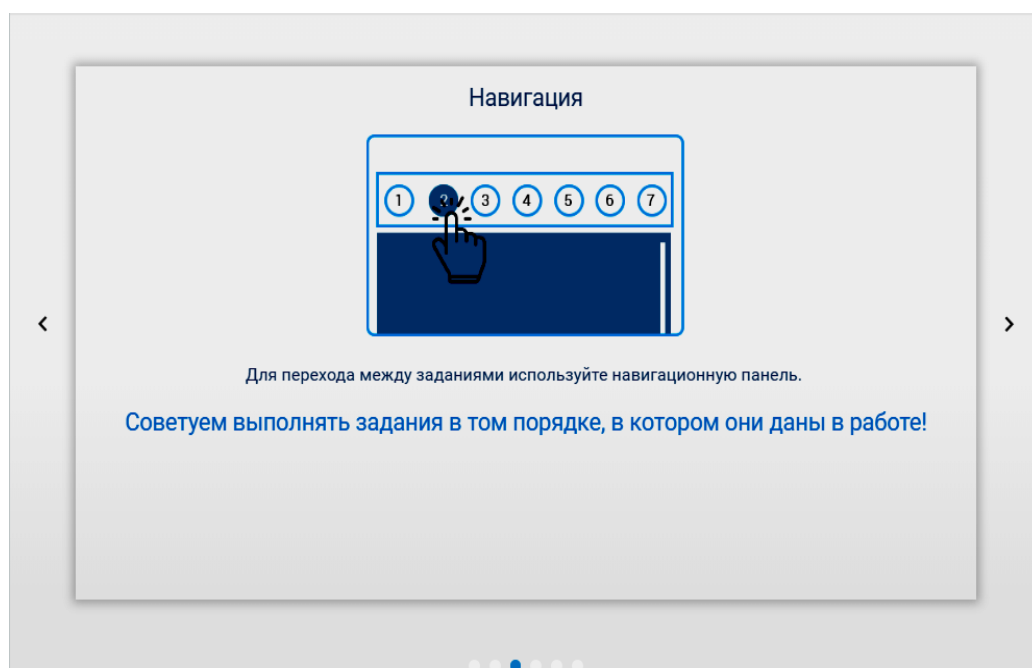 Навигация
1 2 3 4 5 6 7
Для перехода между заданиями используйте навигационную панель.
Советуем выполнять задания в том порядке, в котором они даны в работе!